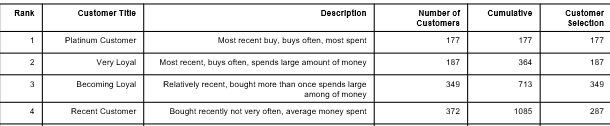 Rank Customer Title Description Number of Customers Cumulative Customer Selection
1 Platinum Customer Most recent buy, buys often, most spent 177 177 177
2 Very Loyal Most recent, buys often, spends large amount of money 187 364 187
3 Becoming Loyal Relatively recent, bought more than once spends large 349 713 349
among of money
4 Recent Customer Bought recently not very often, average money spent 372 1085 287